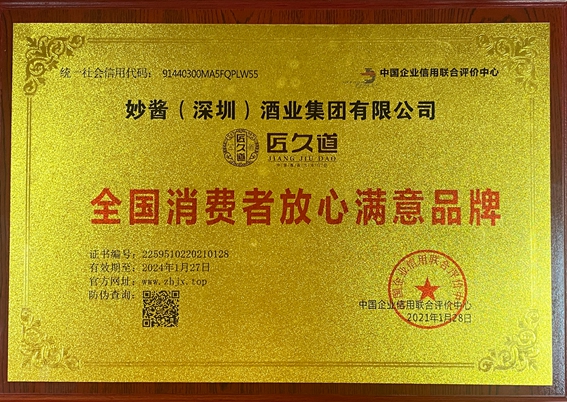 统一社会信用代码：91440300MA5FQPLW55
中国企业信用联合评价中心
妙酱（深圳）酒业集团有限公司
匠久道
匠久道
JIANG JIU DAO
全国消费者放心满意品牌
证书编号：2259510220210128
有效期至：2024年1月27日
官方网址：www.zhjx.top
防伪查询：
中国企业信用联合评价中心
2021年1月28日